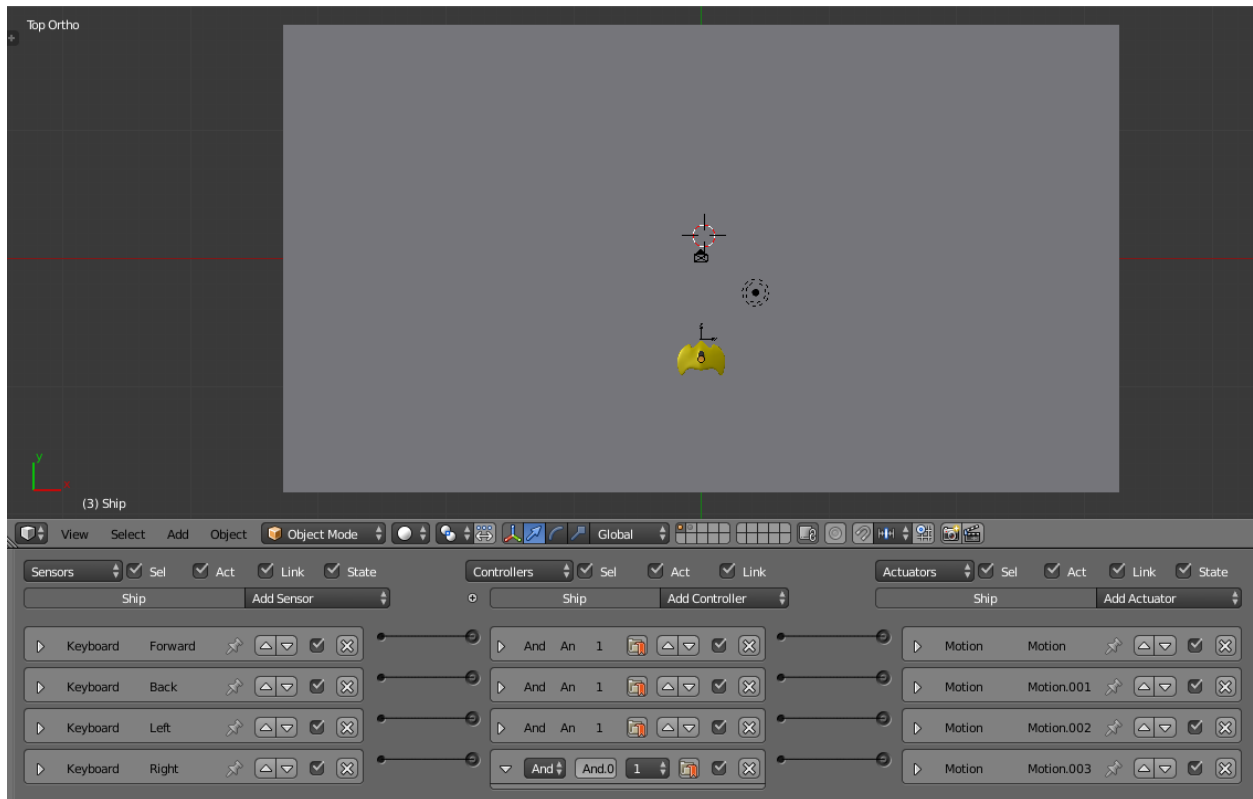 Top Ortho
y
x
(3) Ship
View Select Add Object Object Mode Global
Sensors Sel Act Link State Controllers Sel Act Link Actuators Sel Act Link State
Ship Add Sensor Ship Add Controller Ship Add Actuator
Keyboard Forward And An 1 Motion Motion
Keyboard Back And An 1 Motion Motion.001
Keyboard Left And An 1 Motion Motion.002
Keyboard Right And And.0 1 Motion Motion.003